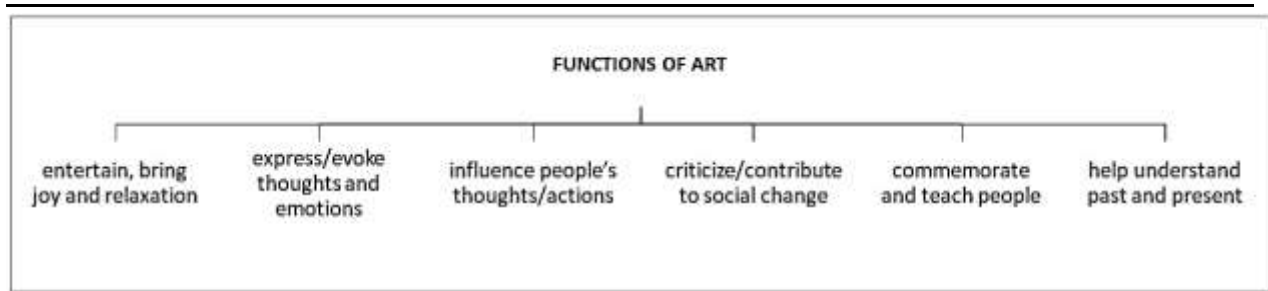 FUNCTIONS OF ART
entertain, bring
joy and relaxation
express/evoke
thoughts and
emotions
influence people's
thoughts/actions
criticize/contribute
to social change
commemorate
and teach people
help understand
past and present